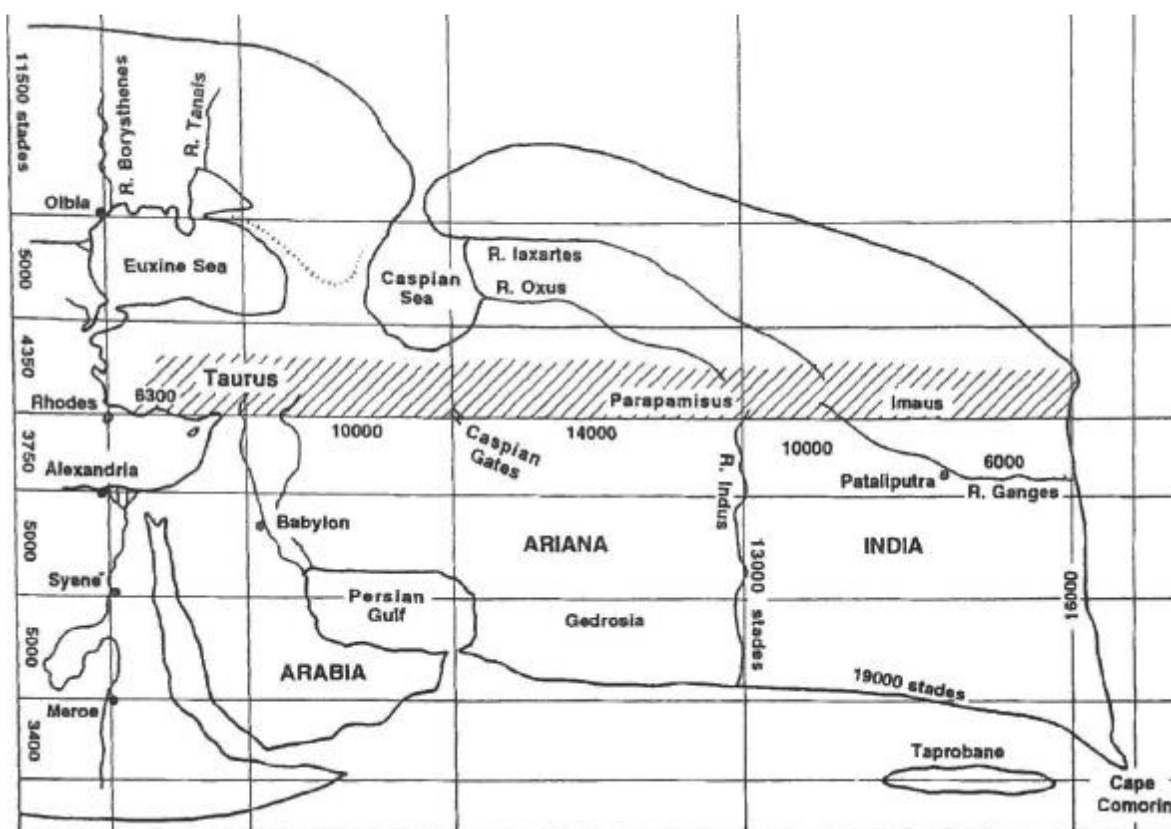 11500 stades
R. Borysthenes
R. Tanais
Olbia
5000
Euxine Sea
Caspian
Sea
R. Iaxartes
R. Oxus
4350
Taurus
6300
Rhodes
Parapamisus
Imaus
10000
Caspian
Gates
14000
10000
3750
Alexandria
R. Indus
Pataliputra
6000
R. Ganges
Babylon
ARIANA
INDIA
5000
Syene
Persian
Gulf
Gedrosia
13000 stades
16000
5000
ARABIA
19000 stades
Meroe
3400
Taprobane
Cape
Comorin